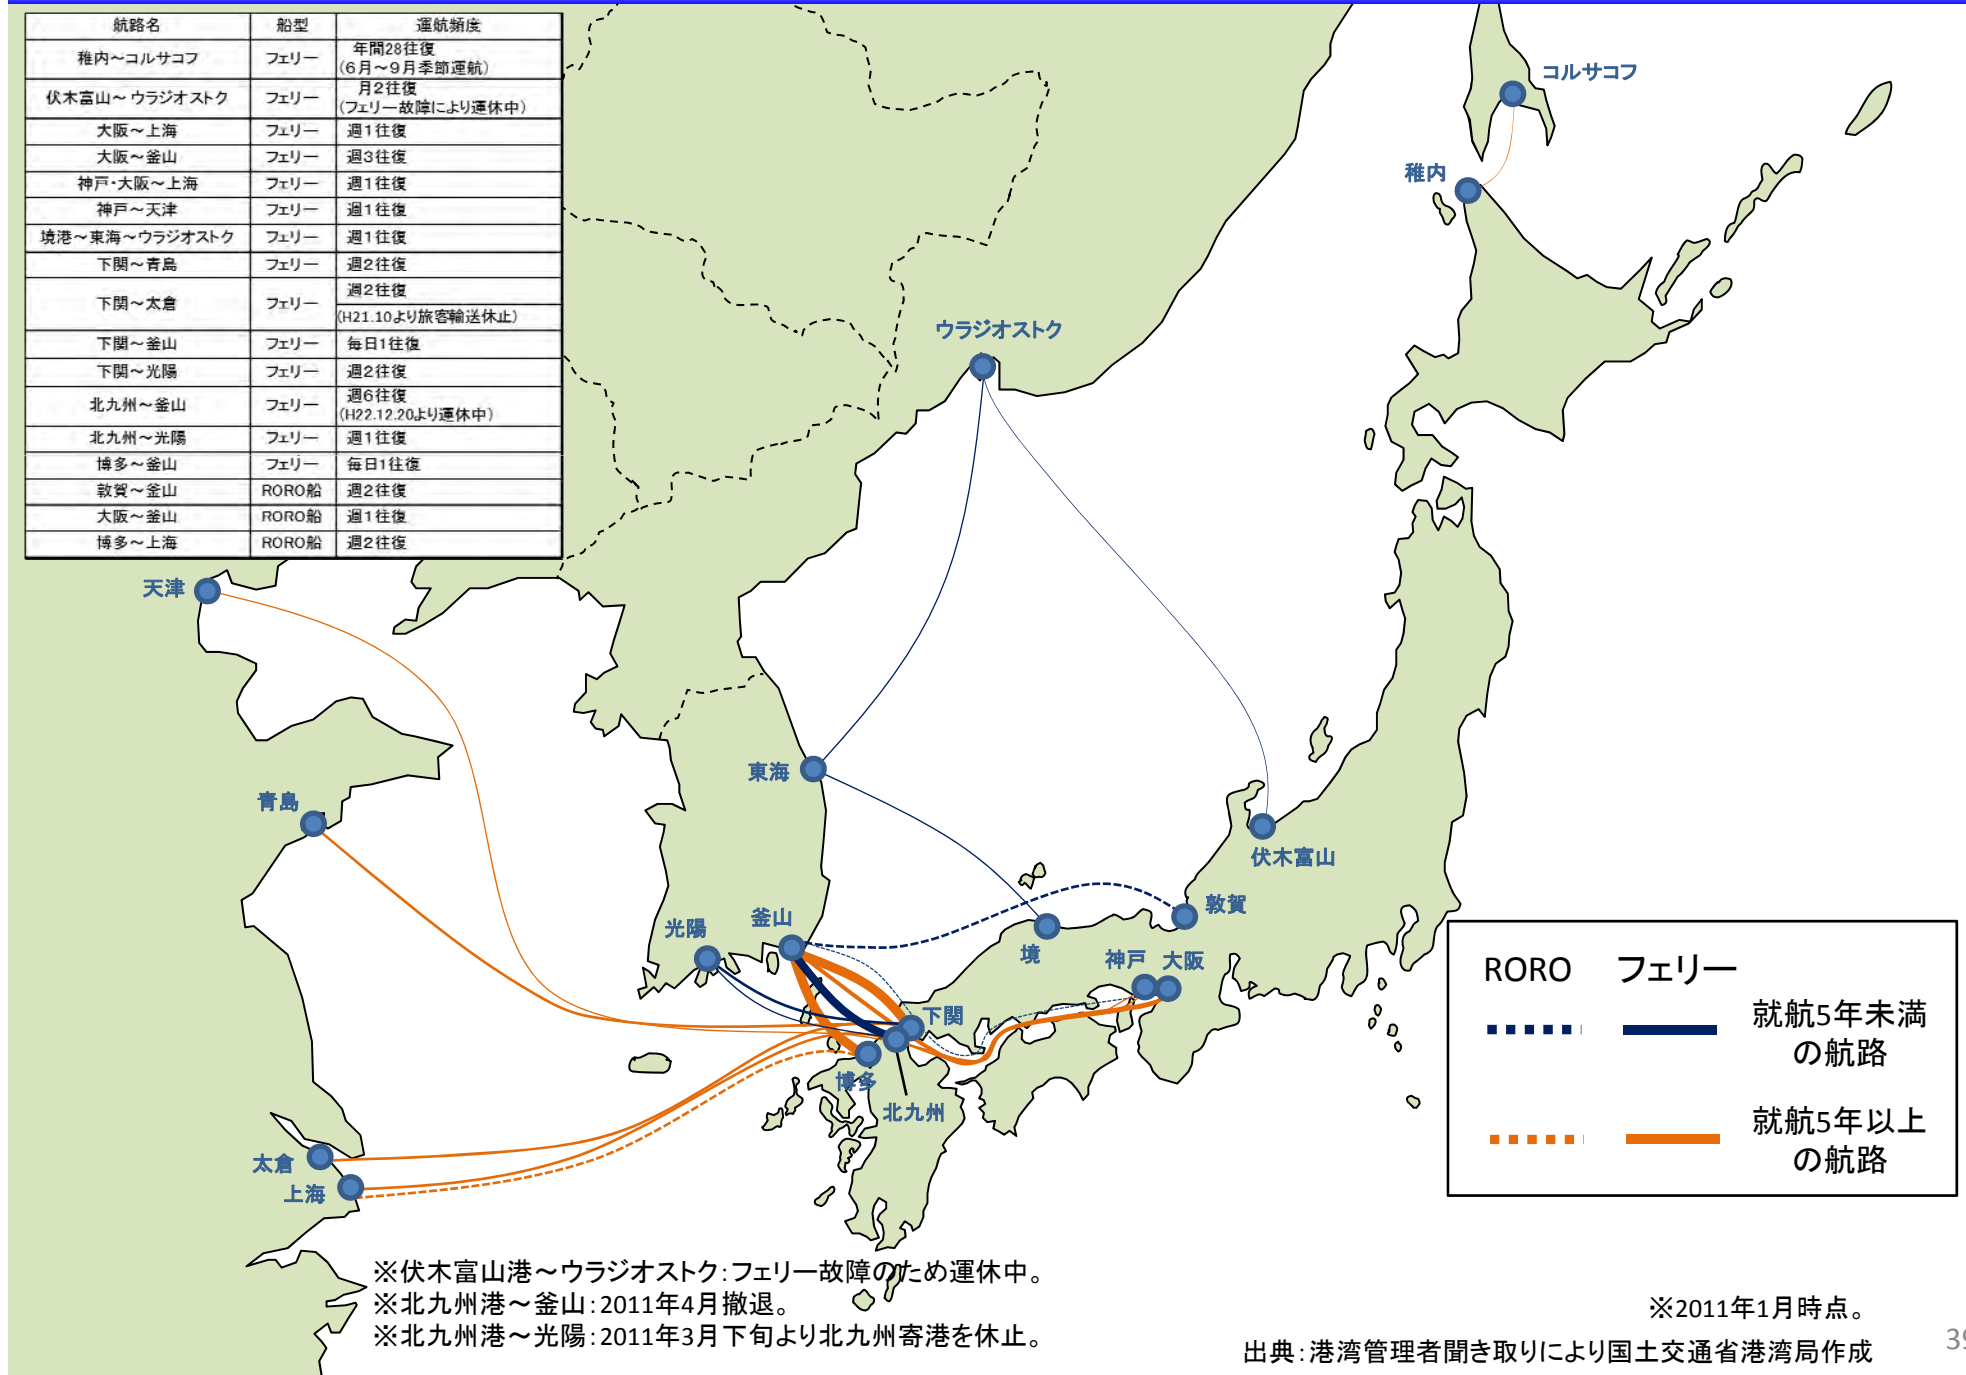 航路名 船型 運航頻度
稚内～コルサコフ フェリー 年間28往復
(6月～9月季節運航)
伏木富山～ウラジオストク フェリー 月2往復
(フェリー故障により運休中)
大阪～上海 フェリー 週1往復
大阪～釜山 フェリー 週3往復
神戸・大阪～上海 フェリー 週1往復
神戸～天津 フェリー 週1往復
境港～東海～ウラジオストク フェリー 週1往復
下関～青島 フェリー 週2往復
下関～太倉 フェリー 週2往復
(H21.10より旅客輸送休止)
下関～釜山 フェリー 毎日1往復
下関～光陽 フェリー 週2往復
北九州～釜山 フェリー 週6往復
(H22.12.20より運休中)
北九州～光陽 フェリー 週1往復
博多～釜山 フェリー 毎日1往復
敦賀～釜山 RORO船 週2往復
大阪～釜山 RORO船 週1往復
博多～上海 RORO船 週2往復
コルサコフ
稚内
ウラジオストク
天津
東海
青島
伏木富山
敦賀
釜山
光陽
境
神戸 大阪
下関
博多
北九州
太倉
上海
RORO フェリー
就航5年未満
の航路
就航5年以上
の航路
※伏木富山港～ウラジオストク：フェリー故障のため運休中。
※北九州港～釜山：2011年4月撤退。
※北九州港～光陽：2011年3月下旬より北九州寄港を休止。
※2011年1月時点。
出典：港湾管理者聞き取りにより国土交通省港湾局作成
39